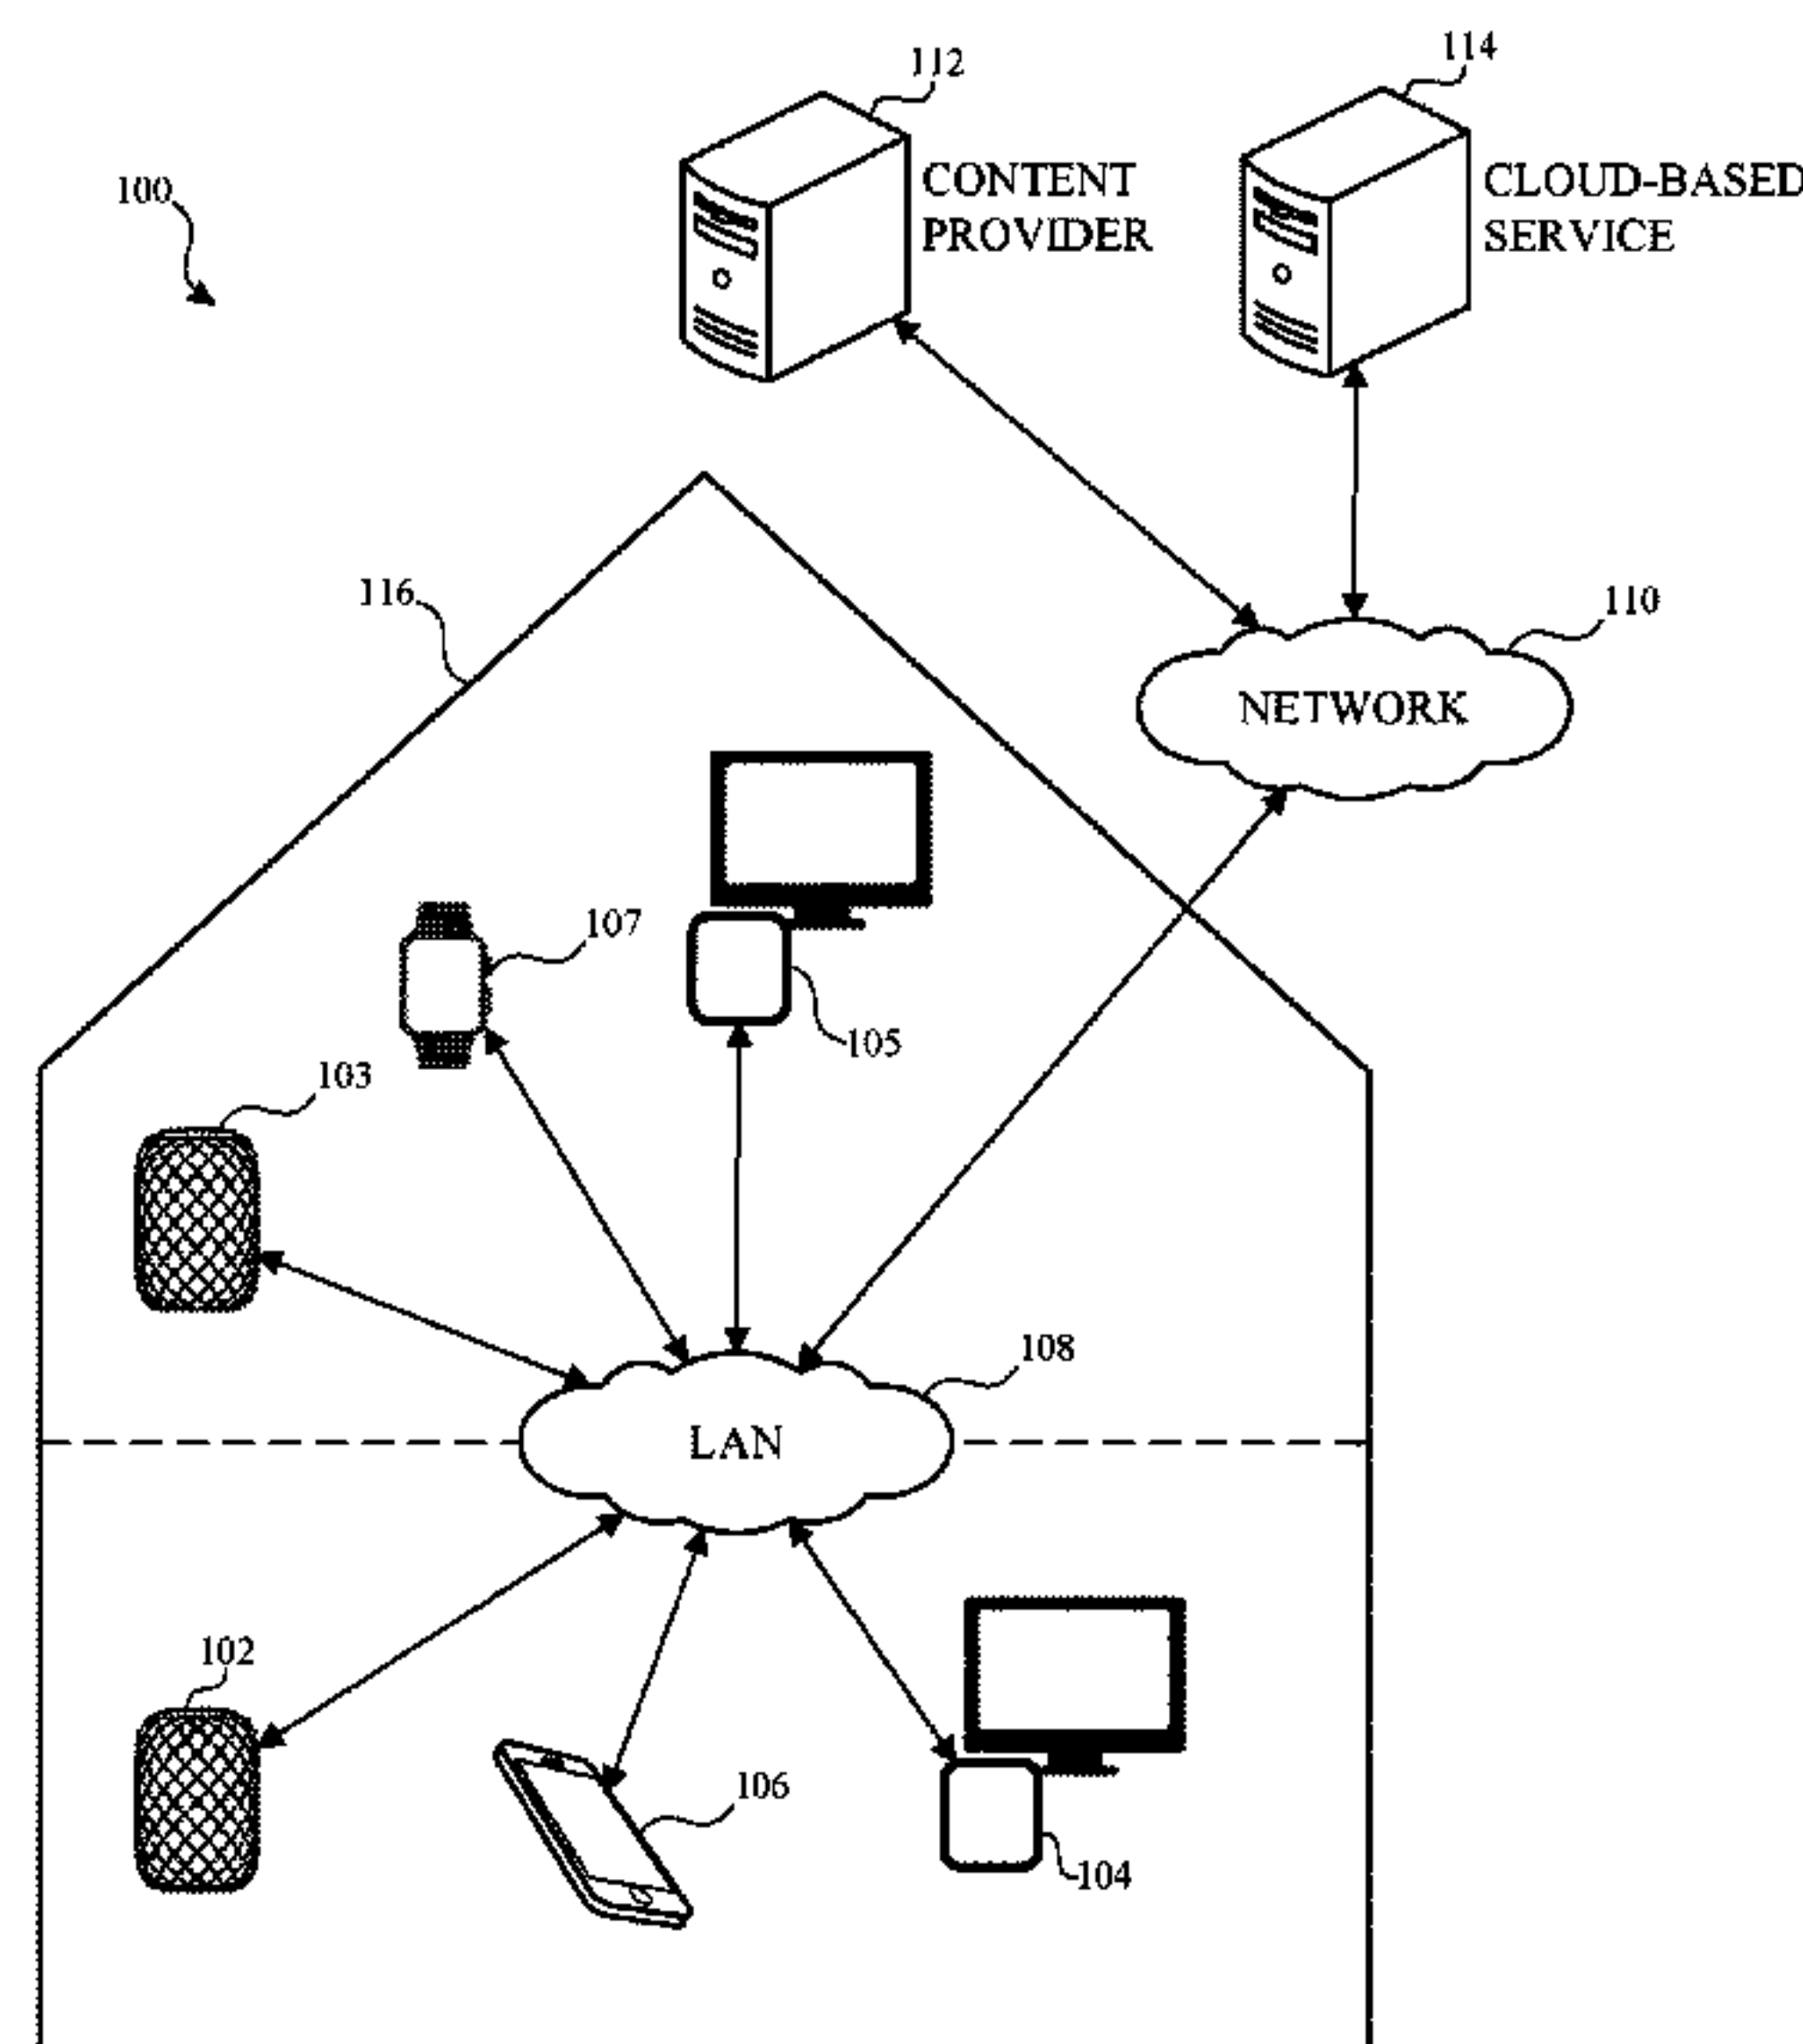 114
112
CONTENT
PROVIDER
CLOUD-BASED
SERVICE
100
116
110
NETWORK
107
105
103
108
LAN
102
106
104